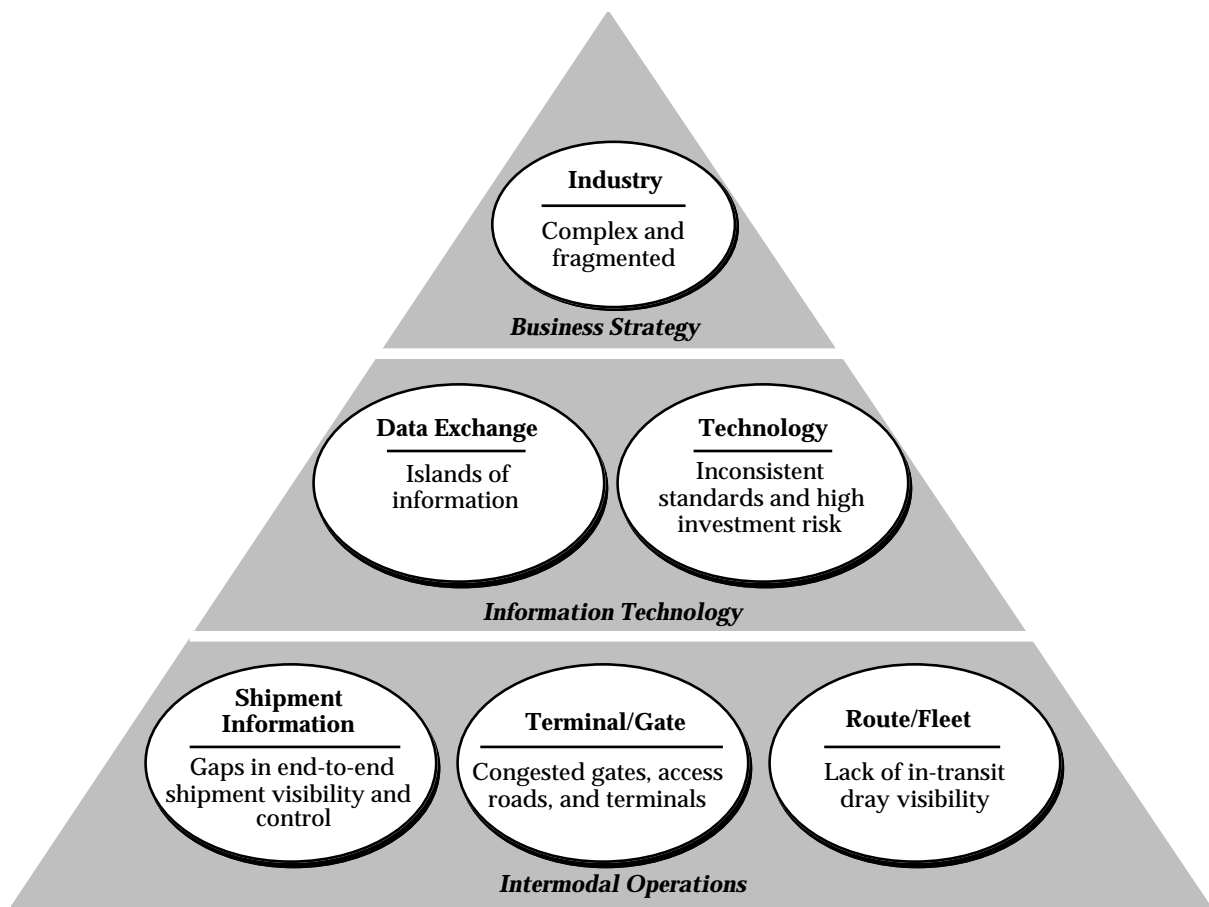 Industry
Complex and
fragmented
Business Strategy
Data Exchange
Islands of
information
Technology
Inconsistent
standards and high
investment risk
Information Technology
Shipment
Information
Gaps in end-to-end
shipment visibility and
control
Terminal/Gate
Congested gates, access
roads, and terminals
Route/Fleet
Lack of in-transit
dray visibility
Intermodal Operations